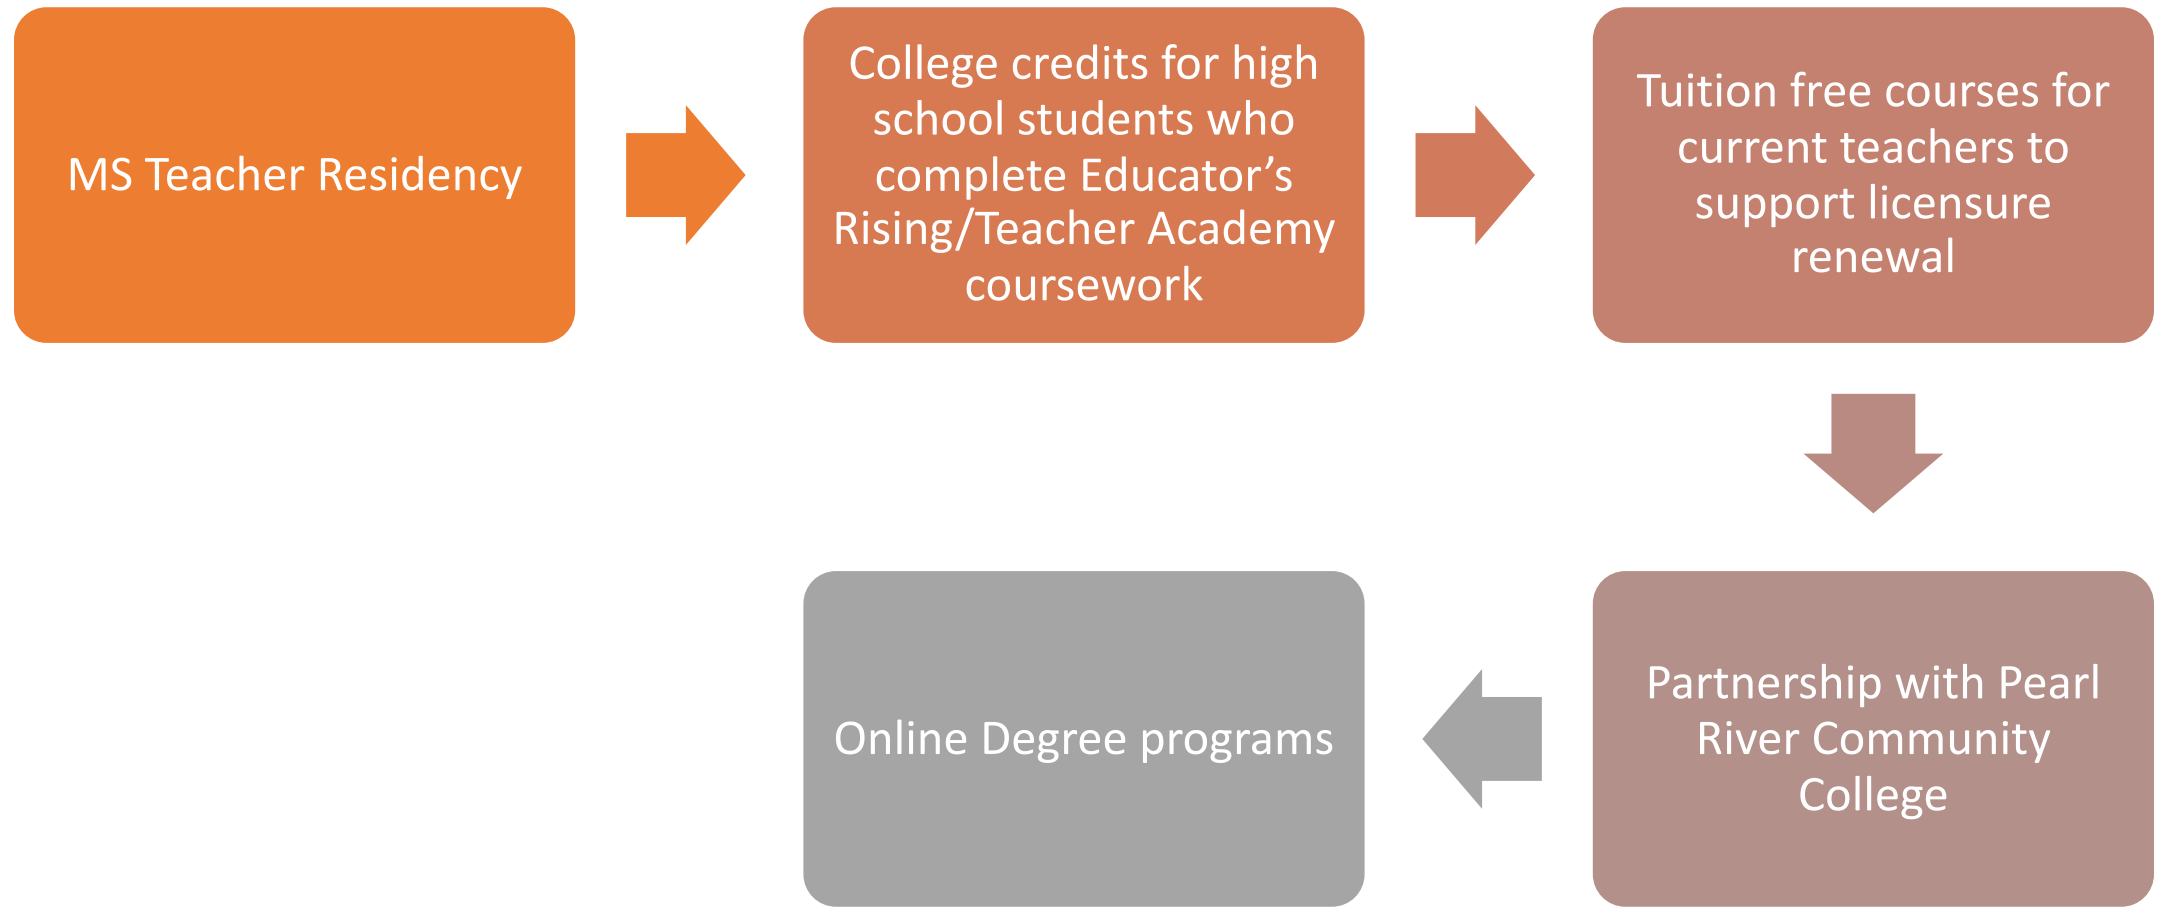 MS Teacher Residency
College credits for high
school students who
complete Educator’s
Rising/Teacher Academy
coursework
Tuition free courses for
current teachers to
support licensure
renewal
Partnership with Pearl
River Community
College
Online Degree programs